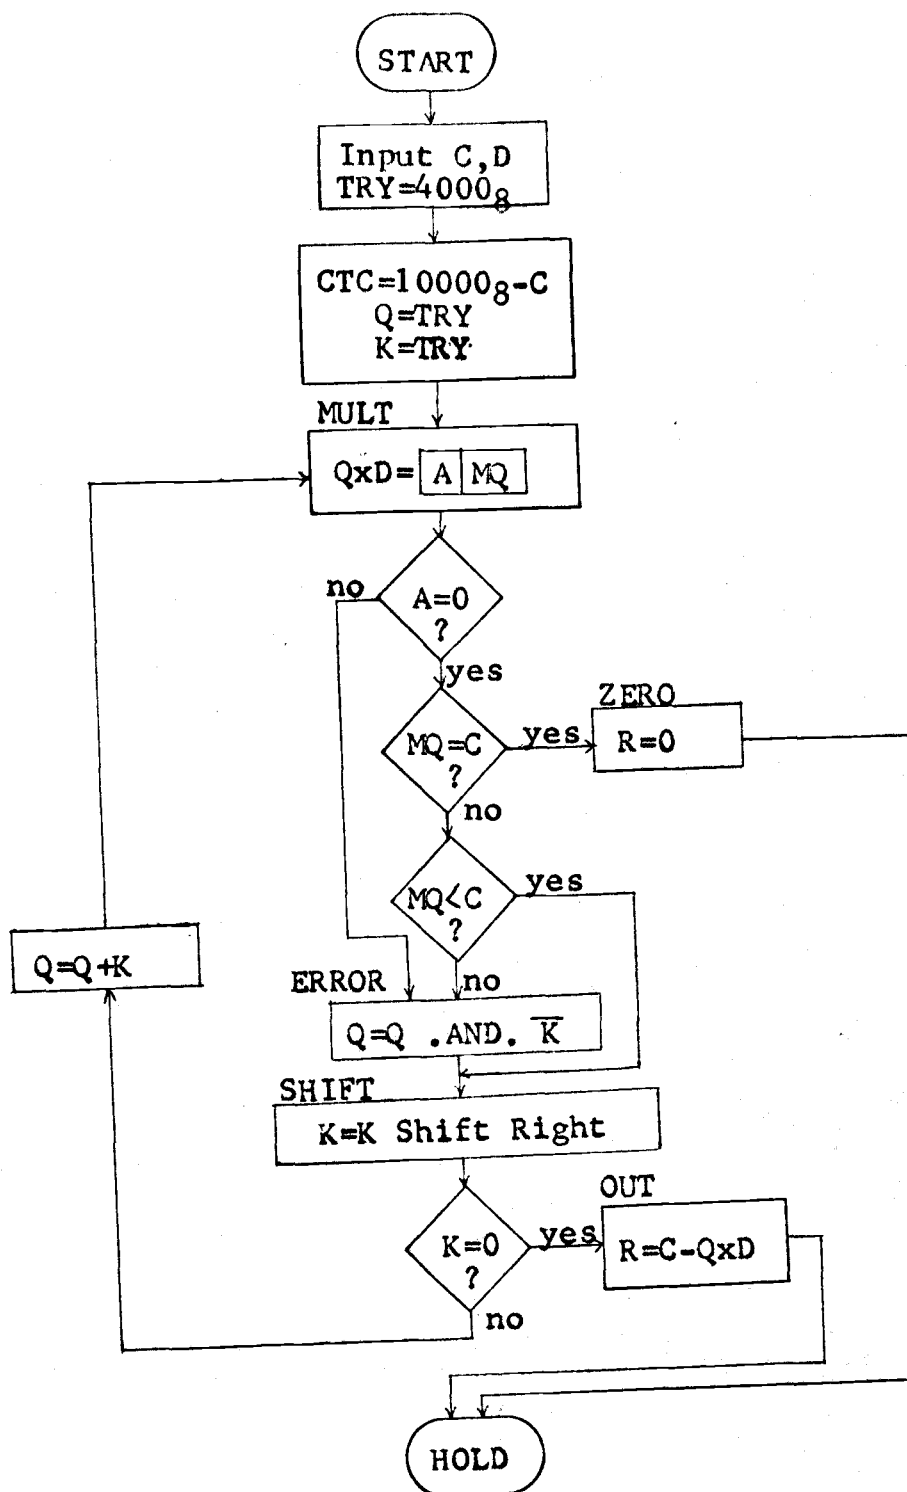 START
Input C,D
TRY=4000₈
CTC=10000₈-C
Q=TRY
K=TRY
MULT
QxD= A MQ
A=0
?
no
yes
MQ=C
?
yes
no
ZERO
R=0
MQ<C
?
yes
no
Q=Q+K
ERROR
Q=Q .AND. K̅
SHIFT
K=K Shift Right
K=0
?
yes
no
OUT
R=C-QxD
HOLD